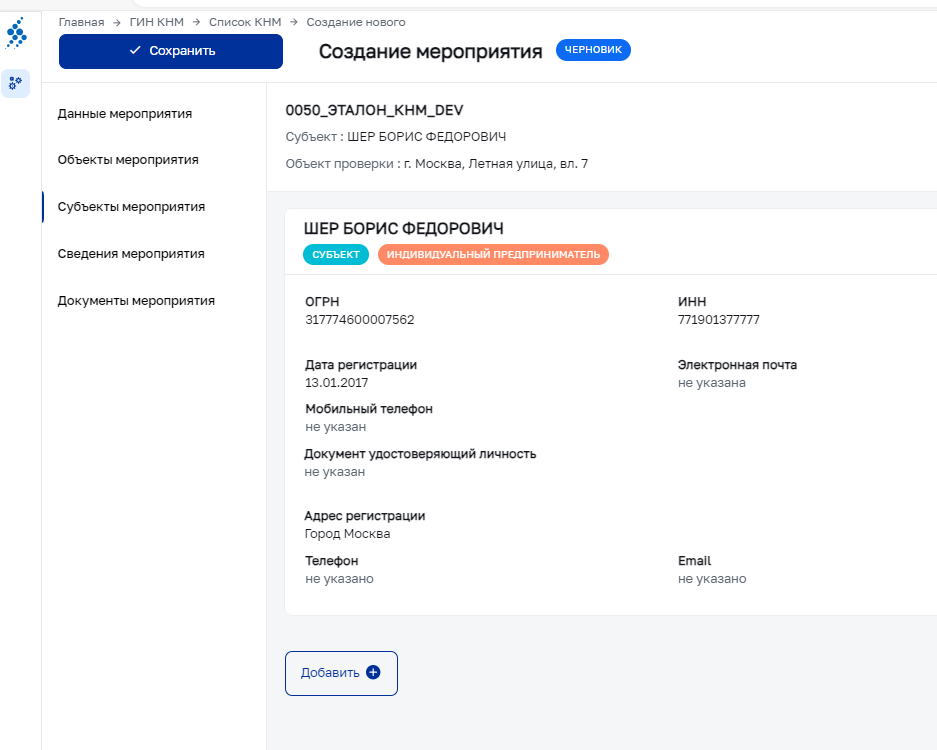 Главная → ГИН КНМ → Список КНМ → Создание нового
Сохранить
Создание мероприятия ЧЕРНОВИК
Данные мероприятия
Объекты мероприятия
Субъекты мероприятия
Сведения мероприятия
Документы мероприятия
0050_ЭТАЛОН_КНМ_DEV
Субъект : ШЕР БОРИС ФЕДОРОВИЧ
Объект проверки : г. Москва, Летная улица, вл. 7
ШЕР БОРИС ФЕДОРОВИЧ
СУБЪЕКТ ИНДИВИДУАЛЬНЫЙ ПРЕДПРИНИМАТЕЛЬ
ОГРН
317774600007562
ИНН
771901377777
Дата регистрации
13.01.2017
Электронная почта
не указана
Мобильный телефон
не указан
Документ удостоверяющий личность
не указан
Адрес регистрации
Город Москва
Телефон
не указано
Email
не указано
Добавить